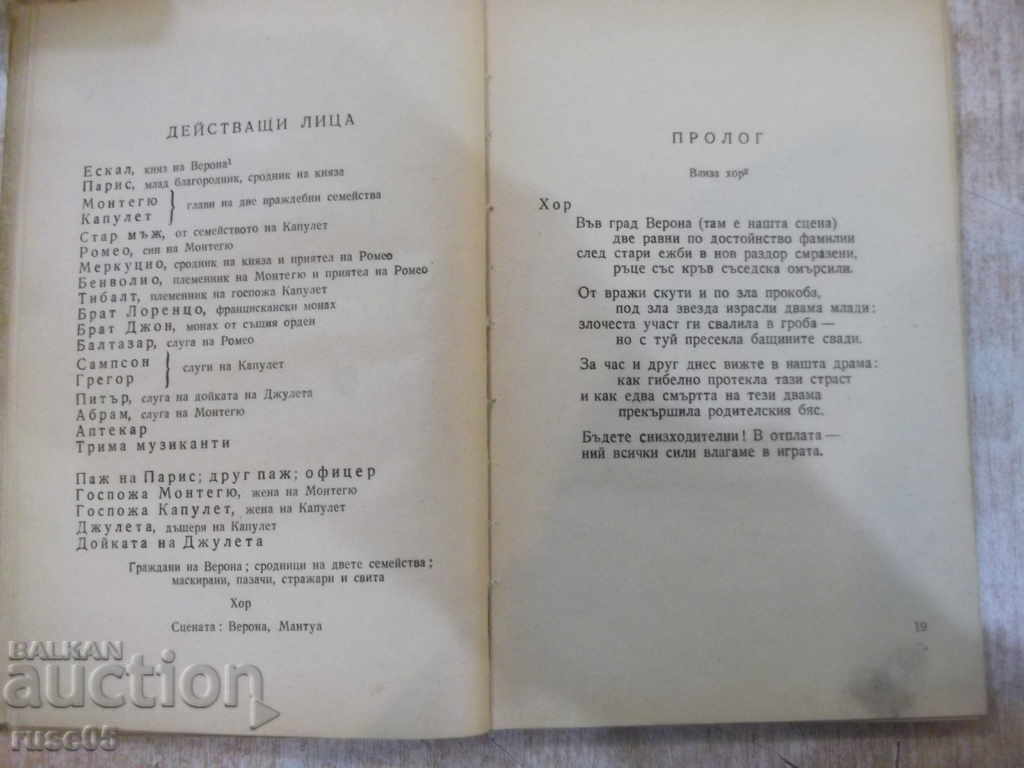 ДЕЙСТВАЩИ ЛИЦА
Ескал, княз на Верона¹
Парис, млад благородник, сродник на княза
Монтегю
Капулет } глави на две враждебни семейства
Стар мъж, от семейството на Капулет
Ромео, син на Монтегю
Меркуцио, сродник на княза и приятел на Ромео
Бенволио, племенник на Монтегю и приятел на Ромео
Тибалт, племенник на госпожа Капулет
Брат Лоренцо, францискански монах
Брат Джон, монах от същия орден
Балтазар, слуга на Ромео
Сампсон
Грегор } слуги на Капулет
Питър, слуга на дойката на Джулета
Абрам, слуга на Монтегю
Аптекар
Трима музиканти
Паж на Парис; друг паж; офицер
Госпожа Монтегю, жена на Монтегю
Госпожа Капулет, жена на Капулет
Джулета, дъщеря на Капулет
Дойката на Джулета
Граждани на Верона; сродници на двете семейства;
маскирани, пазачи, стражари и свита
Хор
Сцената: Верона, Мантуа
ПРОЛОГ
Влиза хор²
Хор
Във град Верона (там е нашта сцена)
две равни по достойнство фамилии
след стари ежби в нов раздор смразени,
ръце със кръв съседска омърсили.
От вражи скути и по зла прокоба,
под зла звезда израсли двама млади:
злочеста участ ги свалила в гроба —
но с туй пресекла бащините свади.
За час и друг днес вижте в нашта драма:
как гибелно протекла тази страст
и как едва смъртта на тези двама
прекършила родителския бяс.
Бъдете снизходителни! В отплата —
ний всички сили влагаме в играта.
19
BALKAN
auction
ruse05